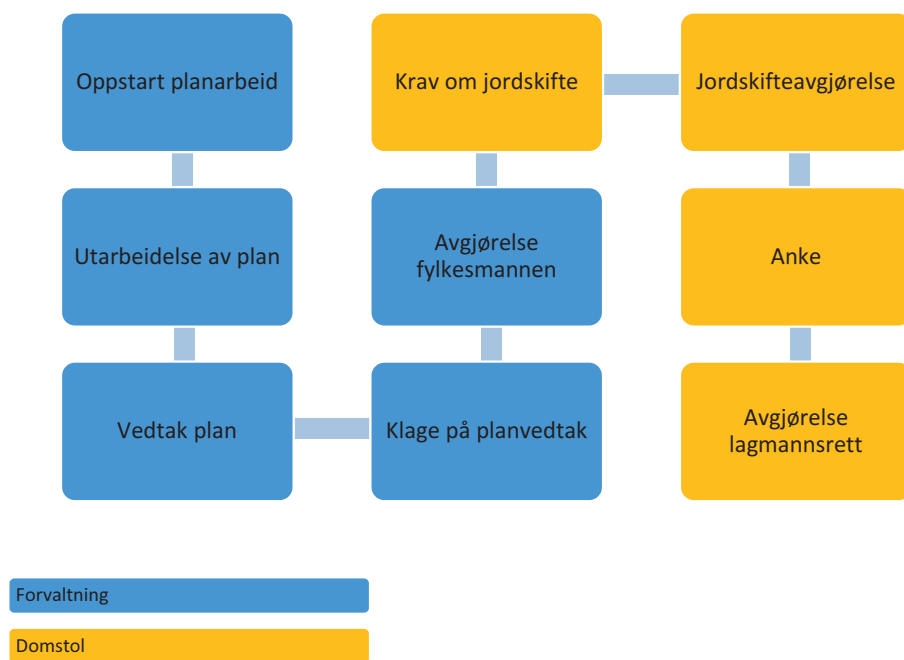 Oppstart planarbeid
Utarbeidelse av plan
Vedtak plan
Klage på planvedtak
Avgjørelse
fylkesmannen
Krav om jordskifte
Jordskifteavgjørelse
Anke
Avgjørelse
lagmannsrett
Forvaltning
Domstol